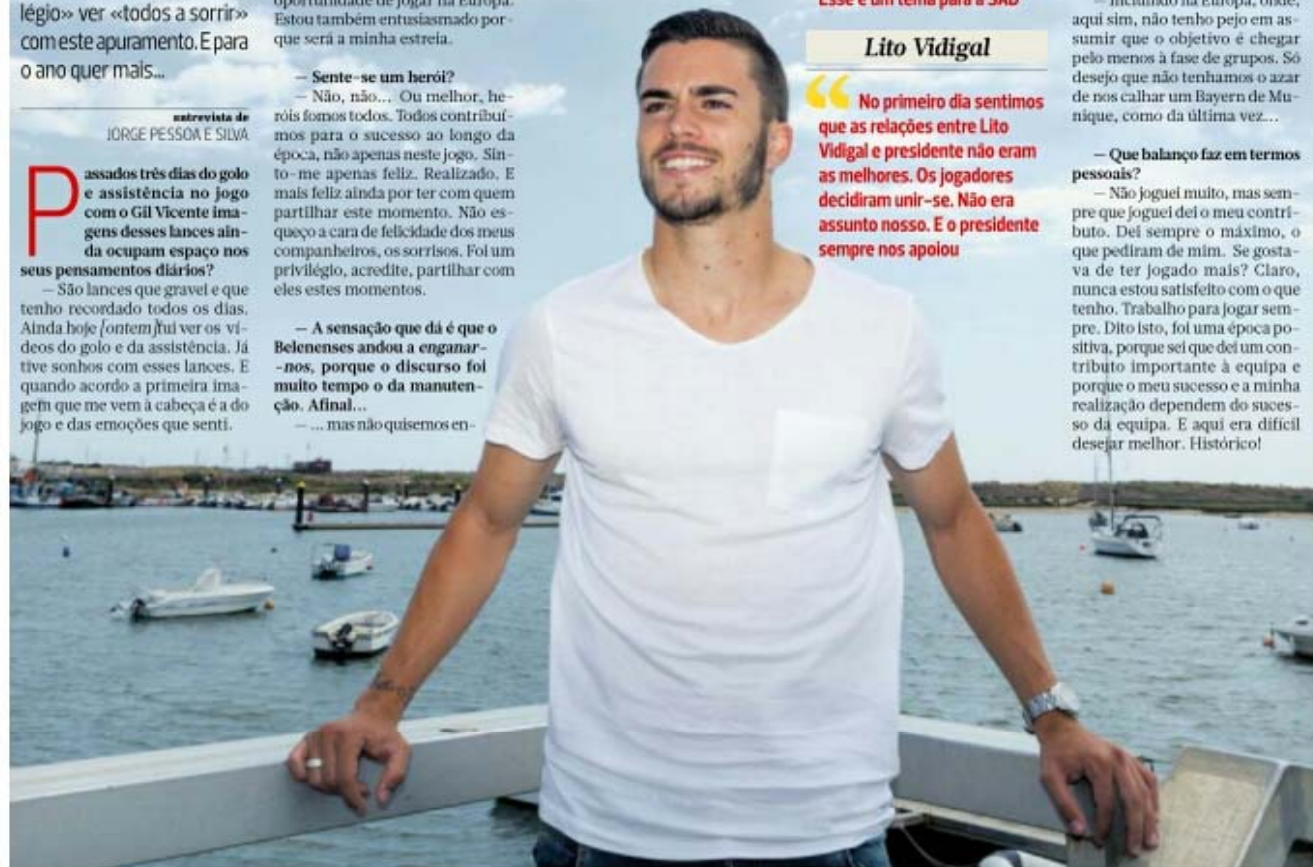 légio» ver «todos a sorrir»
com este apuramento. E para
o ano quer mais...
entrevista de
JORGE PESSOA E SILVA
Passados três dias do golo
e assistência no jogo
com o Gil Vicente ima-
gens desses lances ain-
da ocupam espaço nos
seus pensamentos diários?
— São lances que gravei e que
tenho recordado todos os dias.
Ainda hoje [ontem] fui ver os ví-
deos do golo e da assistência. Já
tive sonhos com esses lances. E
quando acordo a primeira ima-
gem que me vem à cabeça é a do
jogo e das emoções que senti.
oportunidade de jogar na Europa.
Estou também entusiasmado por-
que será a minha estreia.
— Sente-se um herói?
— Não, não... Ou melhor, he-
róis fomos todos. Todos contribuí-
mos para o sucesso ao longo da
época, não apenas neste jogo. Sin-
to-me apenas feliz. Realizado. E
mais feliz ainda por ter com quem
partilhar este momento. Não es-
queço a cara de felicidade dos meus
companheiros, os sorrisos. Foi um
privilégio, acredite, partilhar com
eles estes momentos.
— A sensação que dá é que o
Belenenses andou a enganar-
-nos, porque o discurso foi
muito tempo o da manuten-
ção. Afinal...
— ... mas não quisemos en-
Esse é um tema para a SAD
Lito Vidigal
“ No primeiro dia sentimos
que as relações entre Lito
Vidigal e presidente não eram
as melhores. Os jogadores
decidiram unir-se. Não era
assunto nosso. E o presidente
sempre nos apoiou
— Incluindo na Europa, onde,
aqui sim, não tenho pejo em as-
sumir que o objetivo é chegar
pelo menos à fase de grupos. Só
desejo que não tenhamos o azar
de nos calhar um Bayern de Mu-
nique, como da última vez...
— Que balanço faz em termos
pessoais?
— Não joguei muito, mas sem-
pre que joguei dei o meu contri-
buto. Dei sempre o máximo, o
que pediram de mim. Se gosta-
va de ter jogado mais? Claro,
nunca estou satisfeito com o que
tenho. Trabalho para jogar sem-
pre. Dito isto, foi uma época po-
sitiva, porque sei que dei um con-
tributo importante à equipa e
porque o meu sucesso e a minha
realização dependem do suces-
so da equipa. E aqui era difícil
desejar melhor. Histórico!